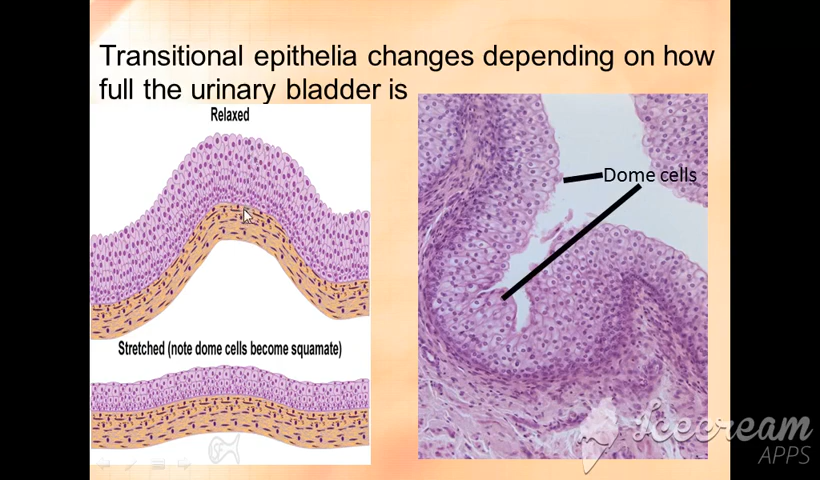 Transitional epithelia changes depending on how
full the urinary bladder is
Relaxed
Dome cells
Stretched (note dome cells become squamate)
Icecream
APPS